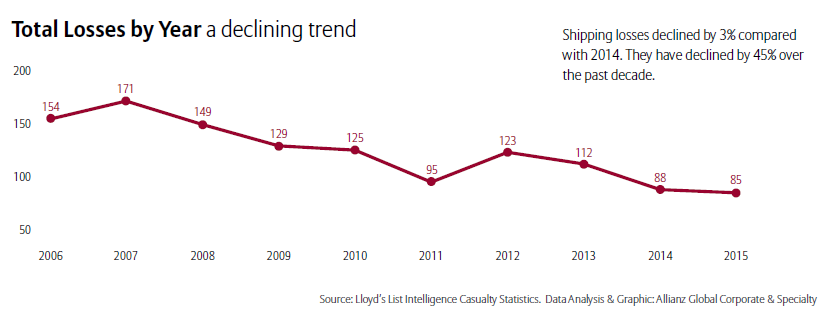 Total Losses by Year a declining trend
Shipping losses declined by 3% compared
with 2014. They have declined by 45% over
the past decade.
200
150
100
50
154
171
149
129
125
95
123
112
88
85
2006 2007 2008 2009 2010 2011 2012 2013 2014 2015
Source: Lloyd's List Intelligence Casualty Statistics. Data Analysis & Graphic: Allianz Global Corporate & Specialty